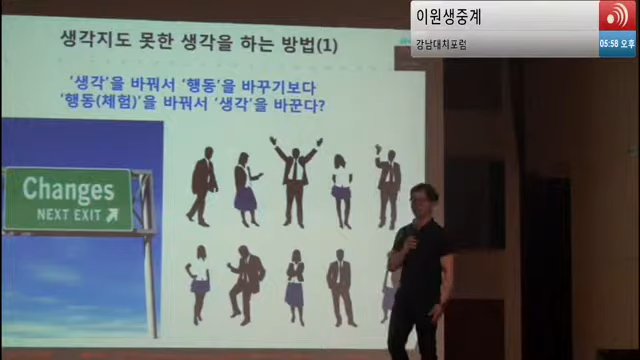 이원생중계
강남대치포럼
05:58 오후
생각지도 못한 생각을 하는 방법(1)
'생각'을 바꿔서 '행동'을 바꾸기보다
'행동(체험)'을 바꿔서 '생각'을 바꾼다?
Changes
NEXT EXIT